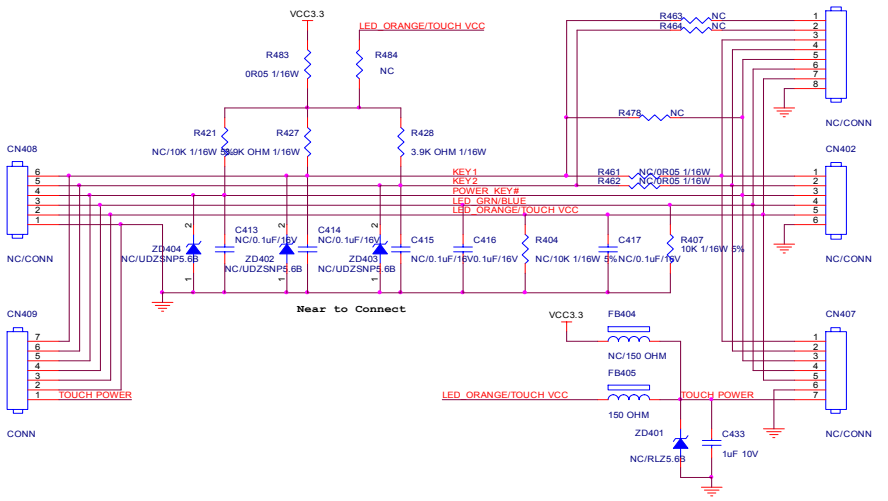 VCC3.3
LED_ORANGE/TOUCH VCC
R483
0R05 1/16W
R484
NC
R463 NC
R464 NC
1
2
3
4
5
6
7
8
NC/CONN
R478 NC
R421
NC/10K 1/16W 5%
R427
3.9K OHM 1/16W
R428
3.9K OHM 1/16W
CN408
6
5
4
3
2
1
NC/CONN
KEY1
KEY2
POWER_KEY#
LED_GRN/BLUE
LED_ORANGE/TOUCH VCC
R461 NC/0R05 1/16W
R462 NC/0R05 1/16W
CN402
1
2
3
4
5
6
NC/CONN
2
ZD404
NC/UDZSNP5.6B
1
C413
NC/0.1uF/16V
2
ZD402
NC/UDZSNP5.6B
1
C414
NC/0.1uF/16V
2
ZD403
NC/UDZSNP5.6B
1
C415
NC/0.1uF/16V
C416
NC/0.1uF/16V
R404
NC/10K 1/16W 5%
C417
NC/0.1uF/16V
R407
10K 1/16W 5%
Near to Connect
CN409
7
6
5
4
3
2
1
TOUCH POWER
CONN
VCC3.3
FB404
NC/150 OHM
FB405
LED_ORANGE/TOUCH VCC
150 OHM
TOUCH POWER
ZD401
NC/RLZ5.6B
C433
1uF 10V
CN407
1
2
3
4
5
6
7
NC/CONN